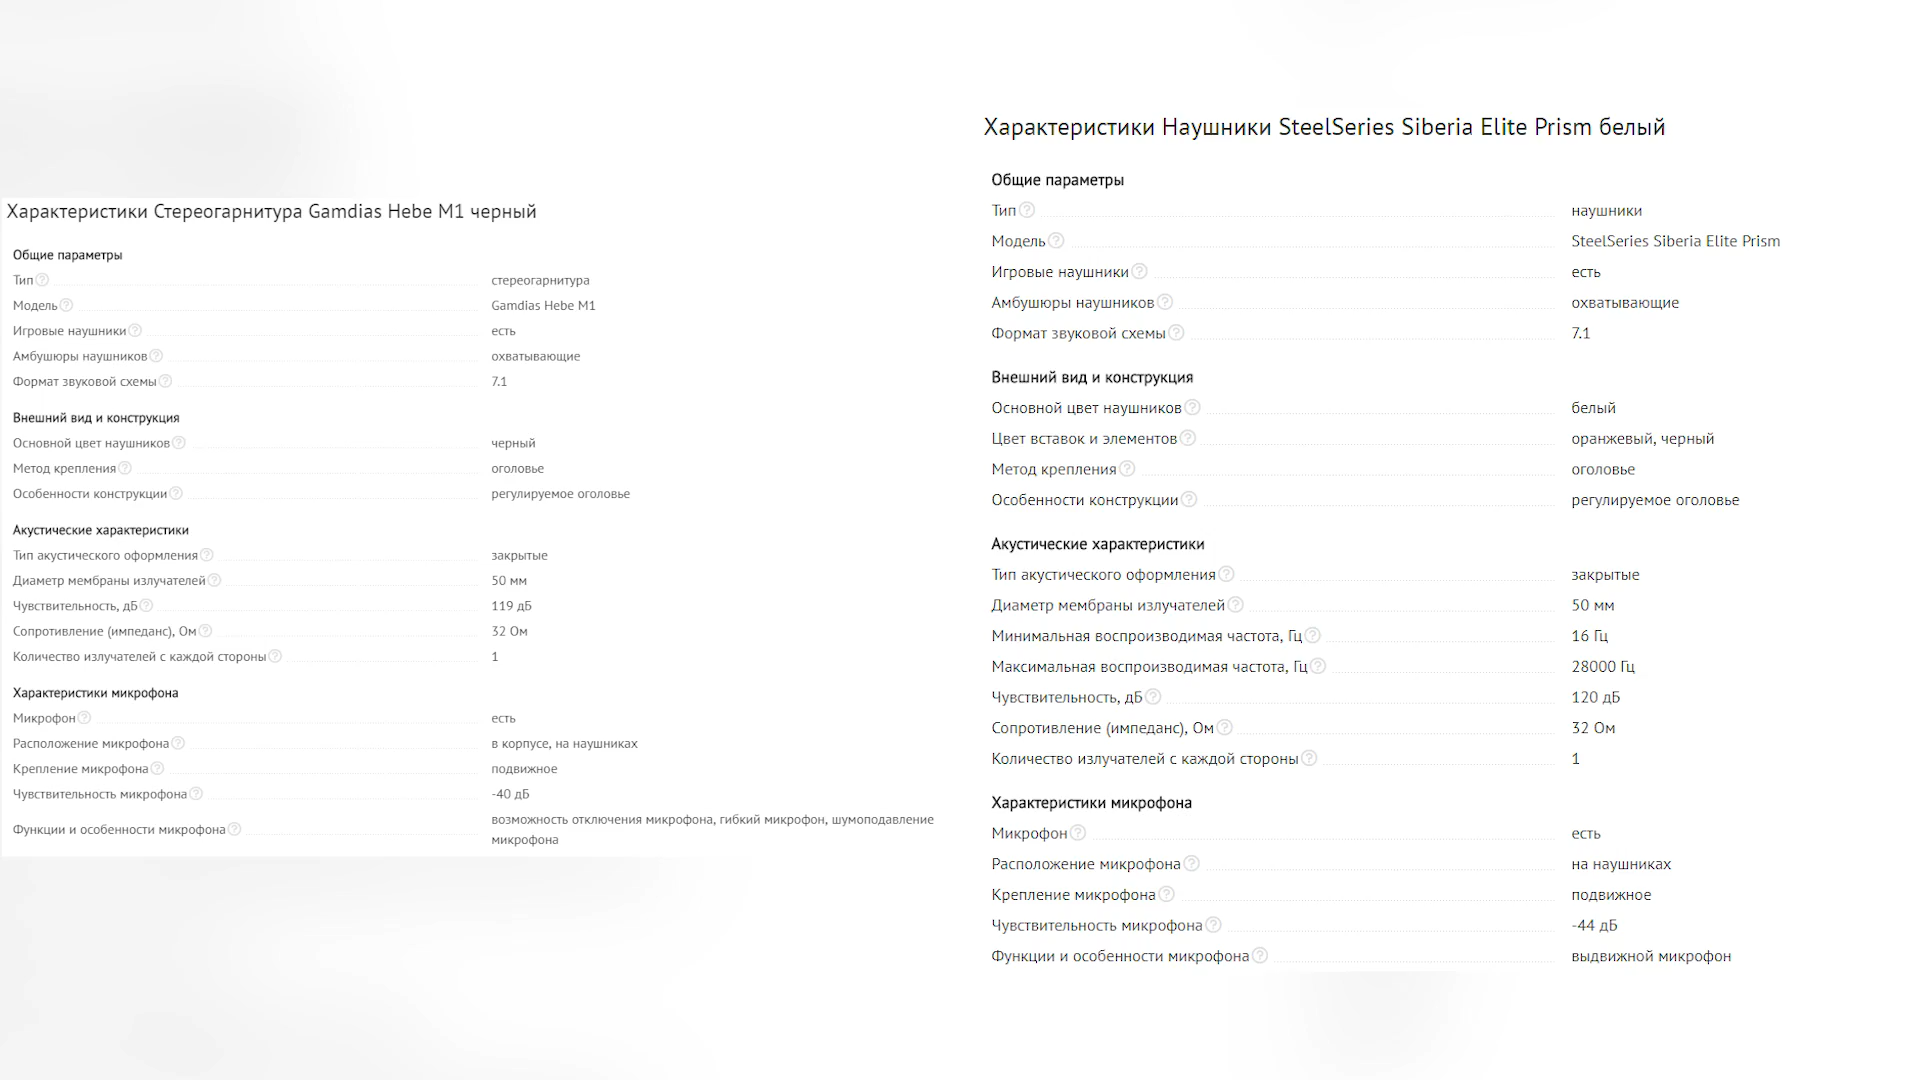 Характеристики Стереогарнитура Gamdias Hebe M1 черный
Общие параметры
Тип стереогарнитура
Модель Gamdias Hebe M1
Игровые наушники есть
Амбушюры наушников охватывающие
Формат звуковой схемы 7.1
Внешний вид и конструкция
Основной цвет наушников черный
Метод крепления оголовье
Особенности конструкции регулируемое оголовье
Акустические характеристики
Тип акустического оформления закрытые
Диаметр мембраны излучателей 50 мм
Чувствительность, дБ 119 дБ
Сопротивление (импеданс), Ом 32 Ом
Количество излучателей с каждой стороны 1
Характеристики микрофона
Микрофон есть
Расположение микрофона в корпусе, на наушниках
Крепление микрофона подвижное
Чувствительность микрофона -40 дБ
Функции и особенности микрофона возможность отключения микрофона, гибкий микрофон, шумоподавление
микрофона
Характеристики Наушники SteelSeries Siberia Elite Prism белый
Общие параметры
Тип наушники
Модель SteelSeries Siberia Elite Prism
Игровые наушники есть
Амбушюры наушников охватывающие
Формат звуковой схемы 7.1
Внешний вид и конструкция
Основной цвет наушников белый
Цвет вставок и элементов оранжевый, черный
Метод крепления оголовье
Особенности конструкции регулируемое оголовье
Акустические характеристики
Тип акустического оформления закрытые
Диаметр мембраны излучателей 50 мм
Минимальная воспроизводимая частота, Гц 16 Гц
Максимальная воспроизводимая частота, Гц 28000 Гц
Чувствительность, дБ 120 дБ
Сопротивление (импеданс), Ом 32 Ом
Количество излучателей с каждой стороны 1
Характеристики микрофона
Микрофон есть
Расположение микрофона на наушниках
Крепление микрофона подвижное
Чувствительность микрофона -44 дБ
Функции и особенности микрофона выдвижной микрофон